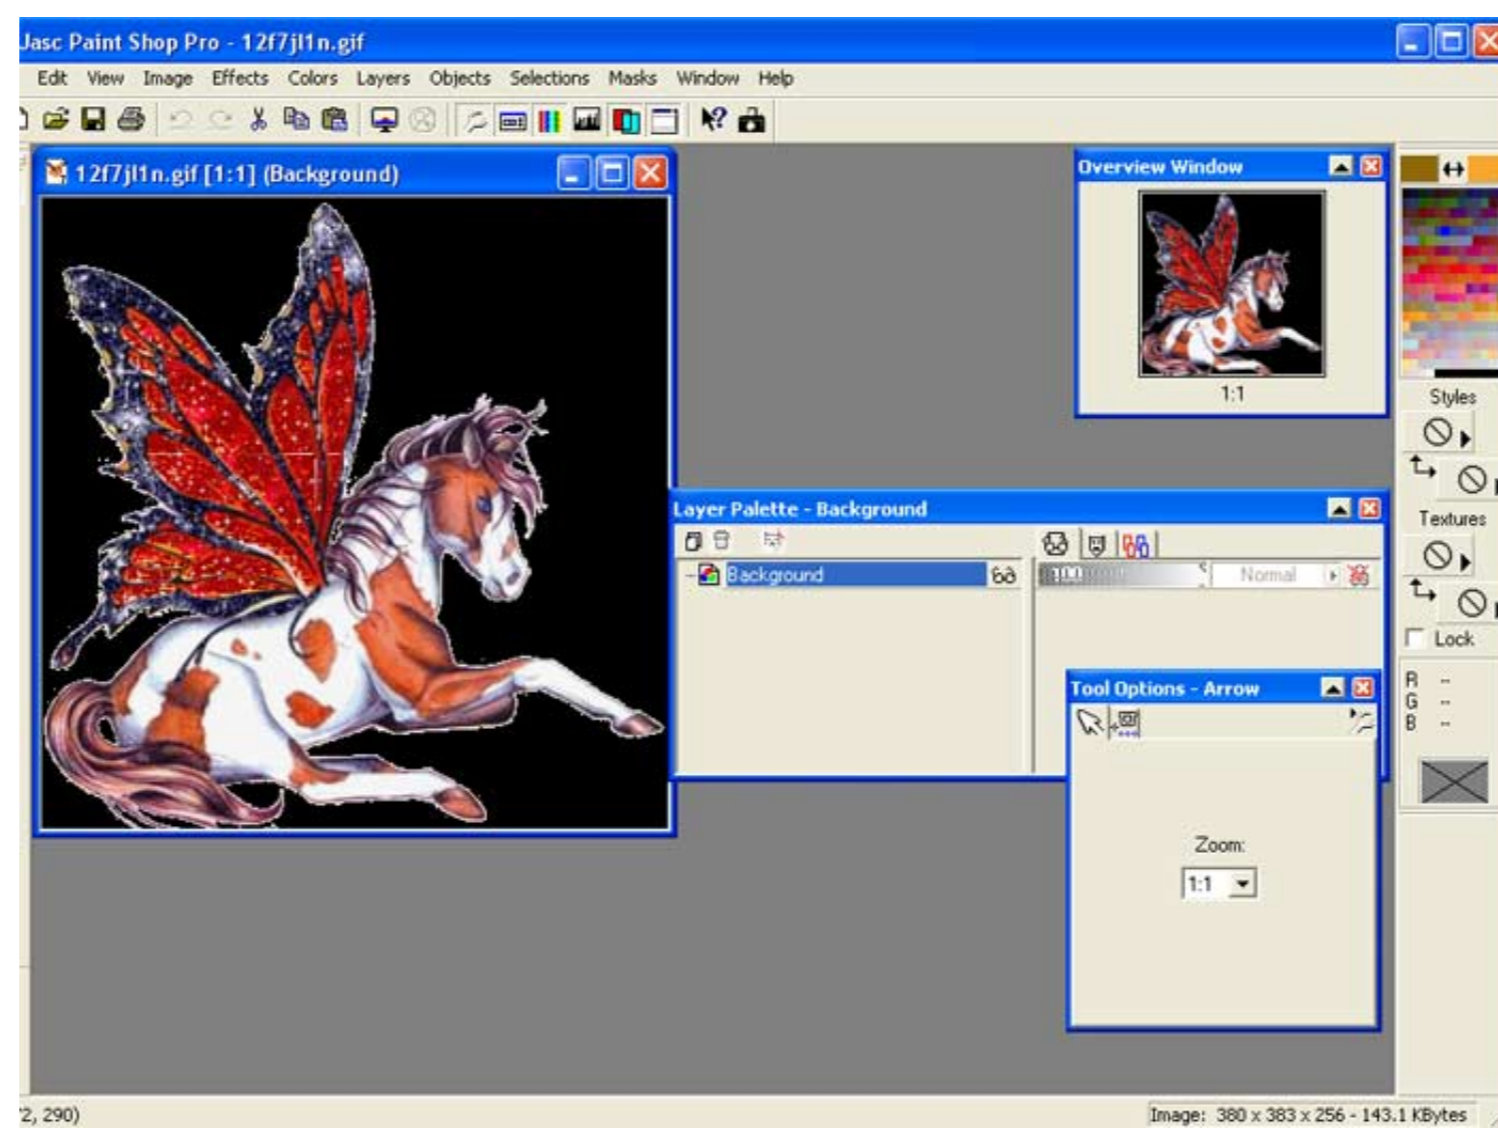 Jasc Paint Shop Pro - 12f7jl1n.gif
Edit View Image Effects Colors Layers Objects Selections Masks Window Help
12f7jl1n.gif [1:1] (Background)
Overview Window
1:1
Styles
Textures
Lock
R --
G --
B --
Layer Palette - Background
Background
100
Normal
Tool Options - Arrow
Zoom:
1:1
2, 290)
Image: 380 x 383 x 256 - 143.1 KBytes